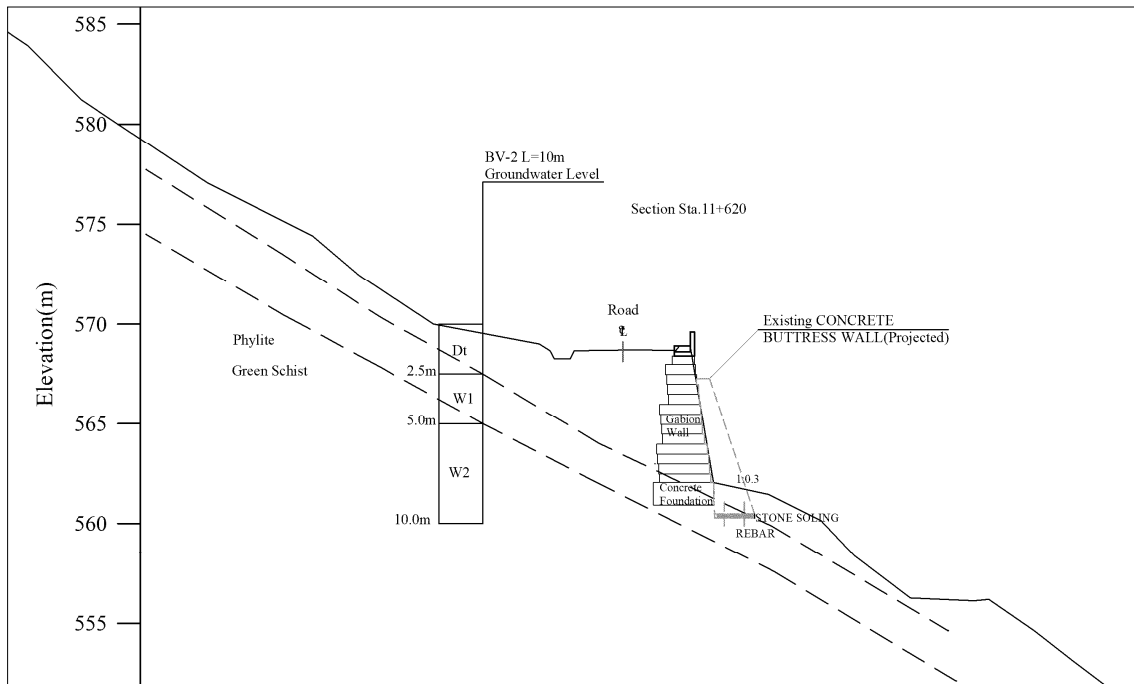 585
580
575
570
565
560
555
Elevation(m)
BV-2 L=10m
Groundwater Level
Section Sta.11+620
Road
Existing CONCRETE
BUTTRESS WALL(Projected)
Phylite
Green Schist
Dt
2.5m
W1
5.0m
W2
10.0m
Gabion
Wall
Concrete
Foundation
1:0.3
STONE SOLING
REBAR